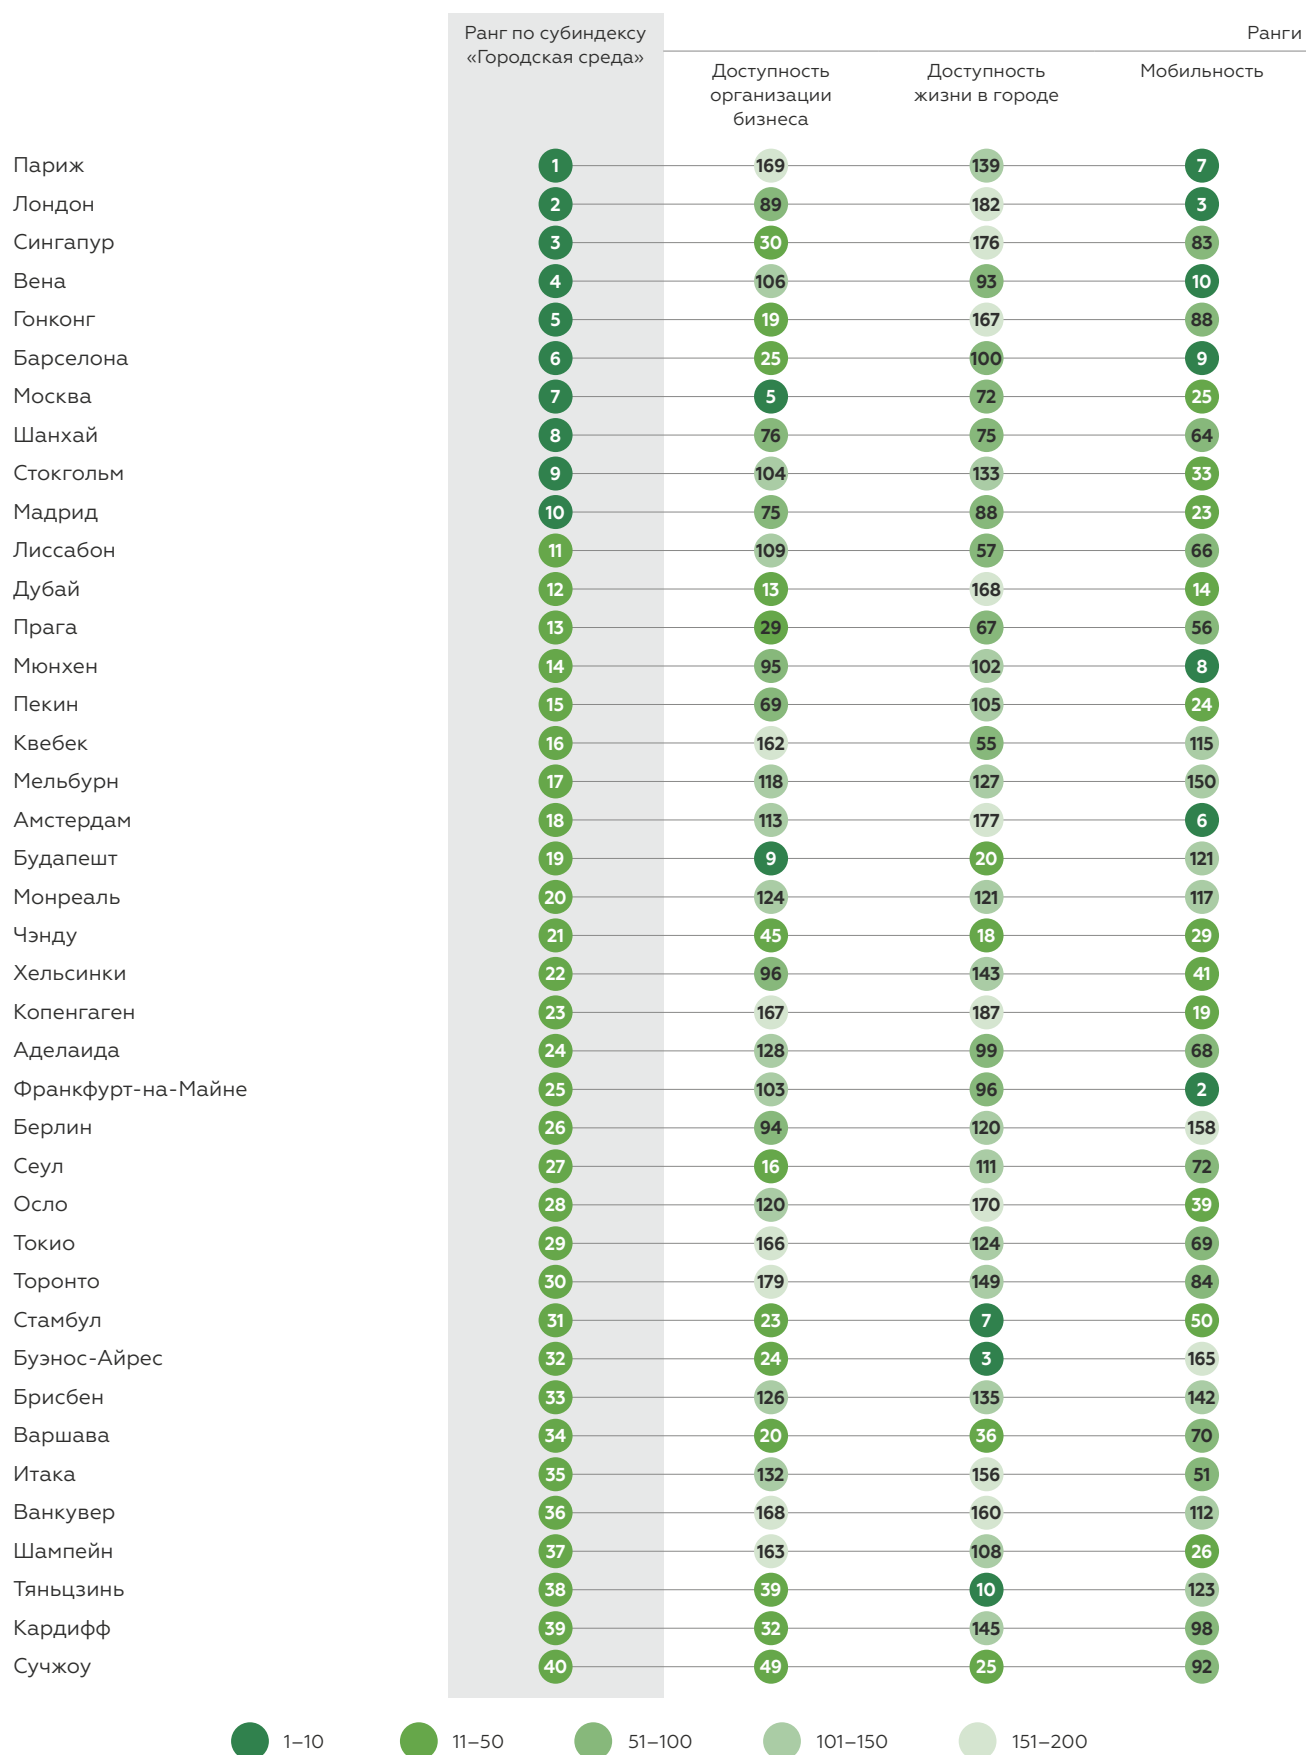 Ранг по субиндексу
«Городская среда»
Ранги
Доступность
организации
бизнеса
Доступность
жизни в городе
Мобильность
Париж 1 169 139 7
Лондон 2 89 182 3
Сингапур 3 30 176 83
Вена 4 106 93 10
Гонконг 5 19 167 88
Барселона 6 25 100 9
Москва 7 5 72 25
Шанхай 8 76 75 64
Стокгольм 9 104 133 33
Мадрид 10 75 88 23
Лиссабон 11 109 57 66
Дубай 12 13 168 14
Прага 13 29 67 56
Мюнхен 14 95 102 8
Пекин 15 69 105 24
Квебек 16 162 55 115
Мельбурн 17 118 127 150
Амстердам 18 113 177 6
Будапешт 19 9 20 121
Монреаль 20 124 121 117
Чэнду 21 45 18 29
Хельсинки 22 96 143 41
Копенгаген 23 167 187 19
Аделаида 24 128 99 68
Франкфурт-на-Майне 25 103 96 2
Берлин 26 94 120 158
Сеул 27 16 111 72
Осло 28 120 170 39
Токио 29 166 124 69
Торонто 30 179 149 84
Стамбул 31 23 7 50
Буэнос-Айрес 32 24 3 165
Брисбен 33 126 135 142
Варшава 34 20 36 70
Итака 35 132 156 51
Ванкувер 36 168 160 112
Шампейн 37 163 108 26
Тяньцзинь 38 39 10 123
Кардифф 39 32 145 98
Сучжоу 40 49 25 92
1–10 11–50 51–100 101–150 151–200